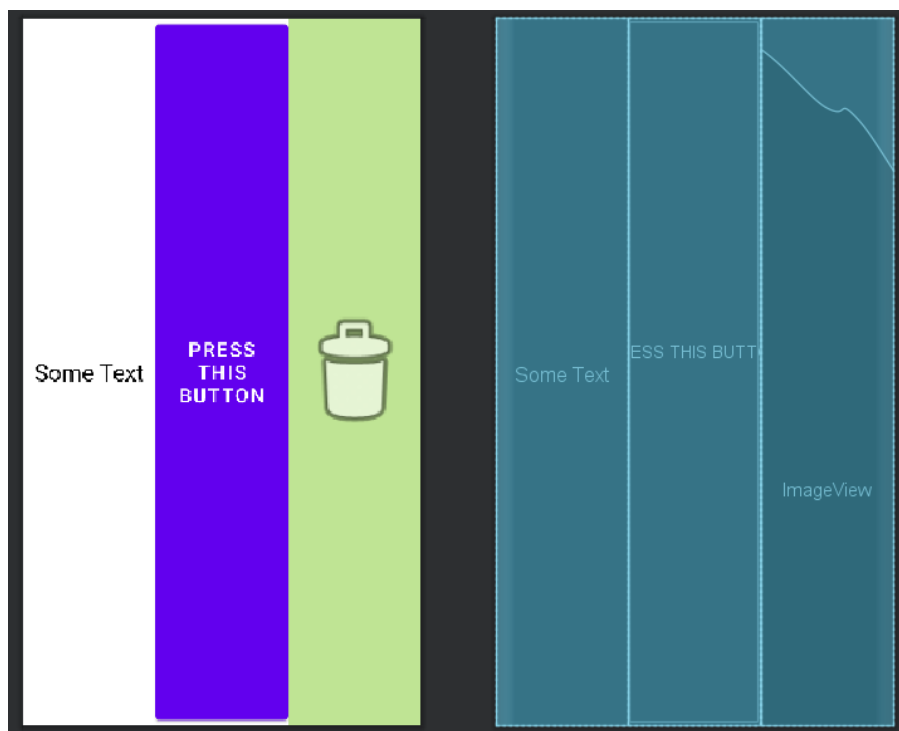 Some Text
PRESS
THIS
BUTTON
Some Text
ESS THIS BUTT
ImageView